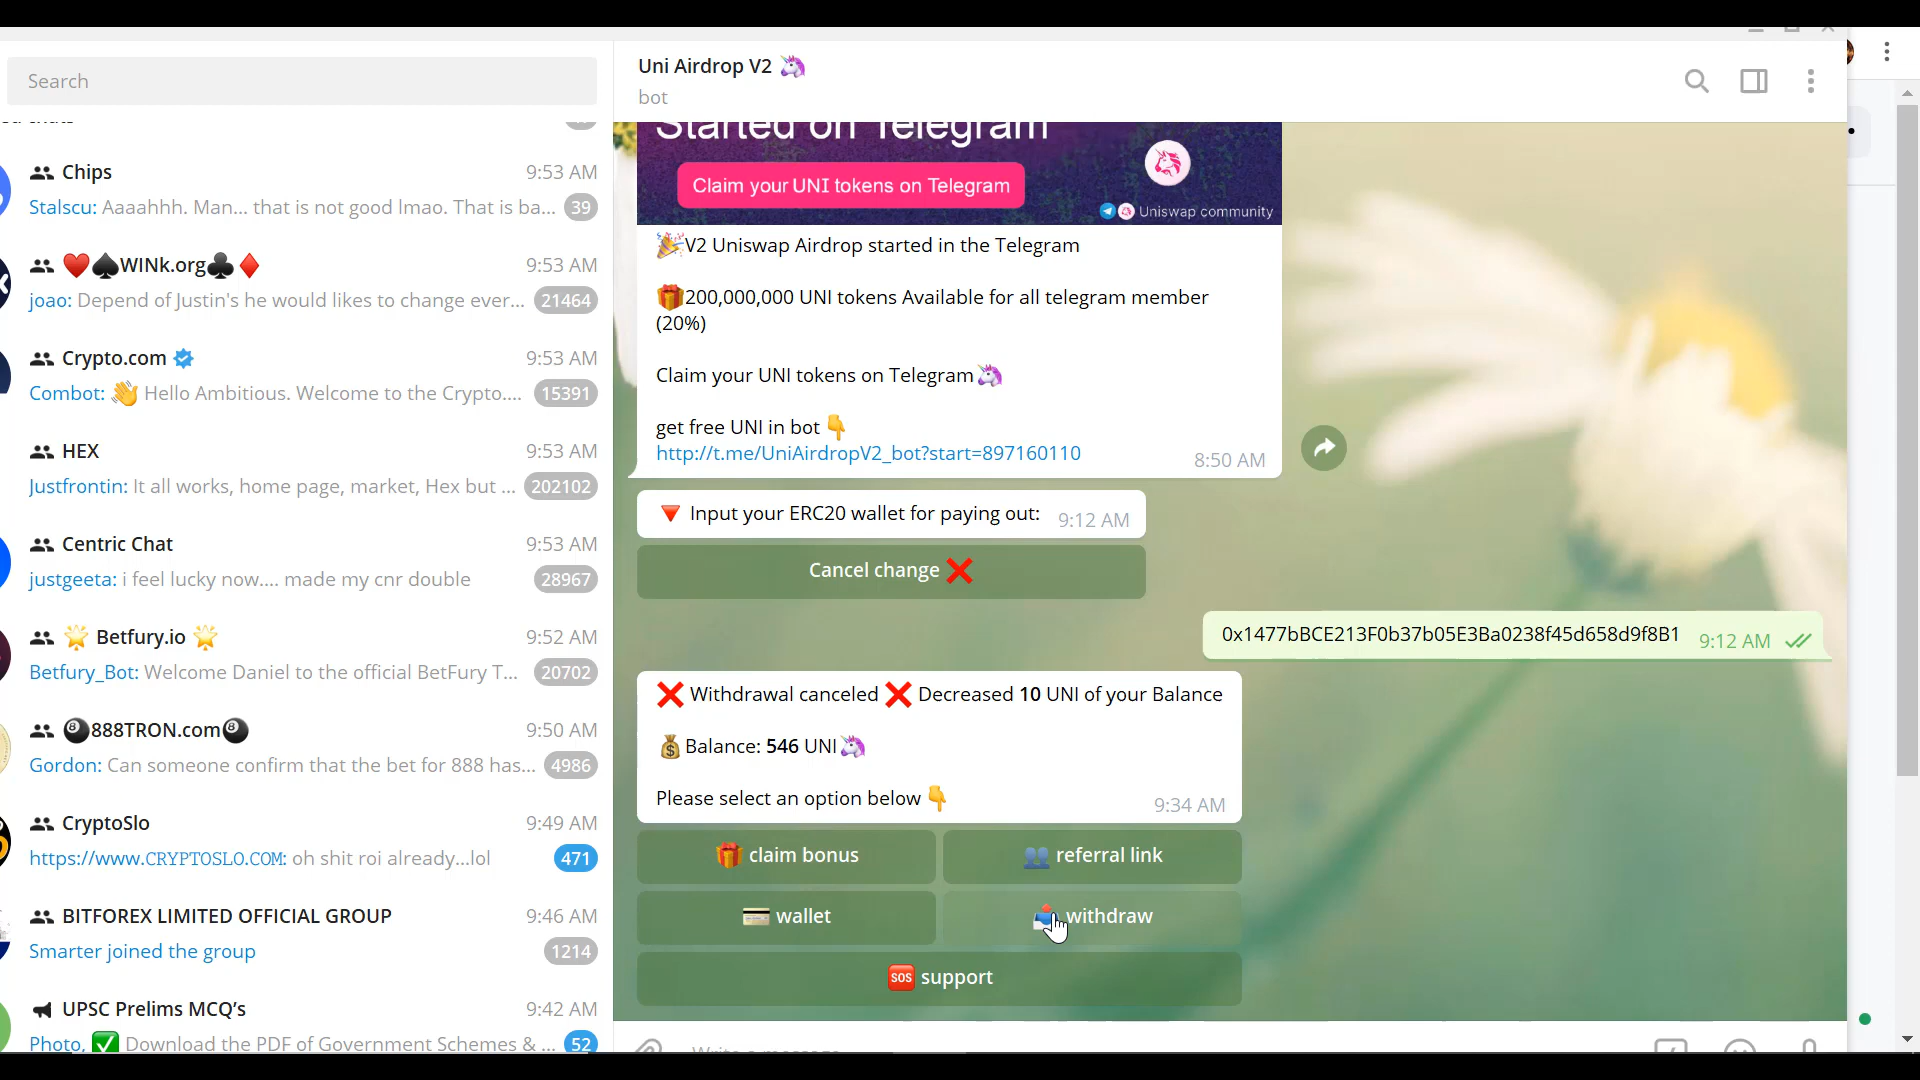 Search
Chips
9:53 AM
Stalscu: Aaaahhh. Man... that is not good lmao. That is ba...
39
WINk.org
9:53 AM
joao: Depend of Justin's he would likes to change ever...
21464
Crypto.com
9:53 AM
Combot: 👋 Hello Ambitious. Welcome to the Crypto....
15391
HEX
9:53 AM
Justfrontin: It all works, home page, market, Hex but ...
202102
Centric Chat
9:53 AM
justgeeta: i feel lucky now.... made my cnr double
28967
Betfury.io
9:52 AM
Betfury_Bot: Welcome Daniel to the official BetFury T...
20702
888TRON.com
9:50 AM
Gordon: Can someone confirm that the bet for 888 has...
4986
CryptoSlo
9:49 AM
https://www.CRYPTOSLO.COM: oh shit roi already...lol
471
BITFOREX LIMITED OFFICIAL GROUP
9:46 AM
Smarter joined the group
1214
UPSC Prelims MCQ's
9:42 AM
Photo, ✅ Download the PDF of Government Schemes & ...
52
Uni Airdrop V2 🦄
bot
Started on Telegram
Claim your UNI tokens on Telegram
Uniswap community
🎉V2 Uniswap Airdrop started in the Telegram
🎁200,000,000 UNI tokens Available for all telegram member
(20%)
Claim your UNI tokens on Telegram🦄
get free UNI in bot 👇
http://t.me/UniAirdropV2_bot?start=897160110
8:50 AM
🔻 Input your ERC20 wallet for paying out:
9:12 AM
Cancel change ❌
0x1477bBCE213F0b37b05E3Ba0238f45d658d9f8B1
9:12 AM
❌ Withdrawal canceled ❌ Decreased 10 UNI of your Balance
💰Balance: 546 UNI🦄
Please select an option below 👇
9:34 AM
🎁 claim bonus
👥 referral link
💳 wallet
withdraw
🆘 support